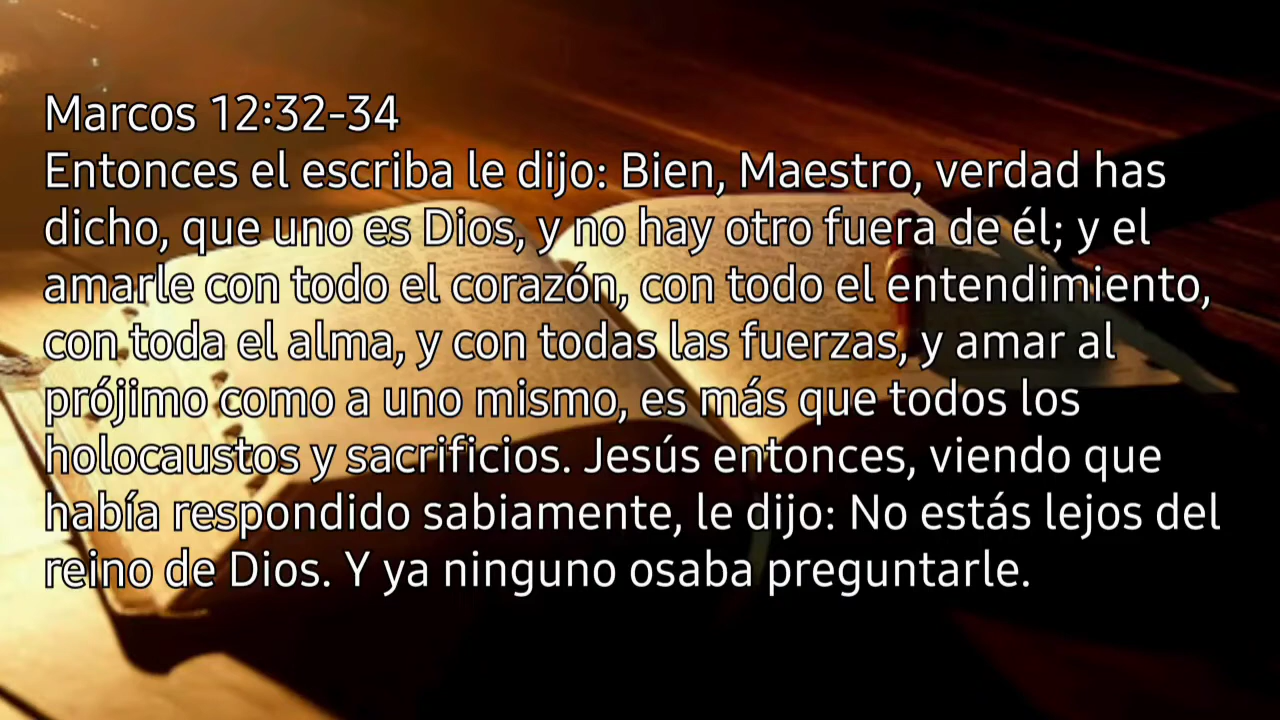 Marcos 12:32-34
Entonces el escriba le dijo: Bien, Maestro, verdad has
dicho, que uno es Dios, y no hay otro fuera de él; y el
amarle con todo el corazón, con todo el entendimiento,
con toda el alma, y con todas las fuerzas, y amar al
prójimo como a uno mismo, es más que todos los
holocaustos y sacrificios. Jesús entonces, viendo que
había respondido sabiamente, le dijo: No estás lejos del
reino de Dios. Y ya ninguno osaba preguntarle.